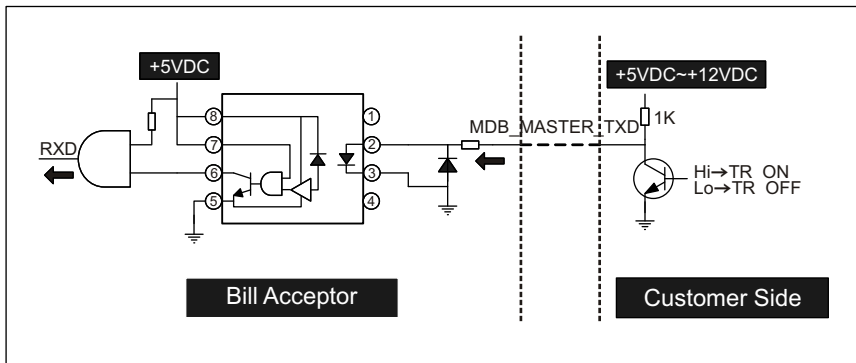 +5VDC
+5VDC~+12VDC
8
1
MDB_MASTER_TXD
1K
RXD
7
2
6
3
Hi→TR ON
Lo→TR OFF
5
4
Bill Acceptor
Customer Side